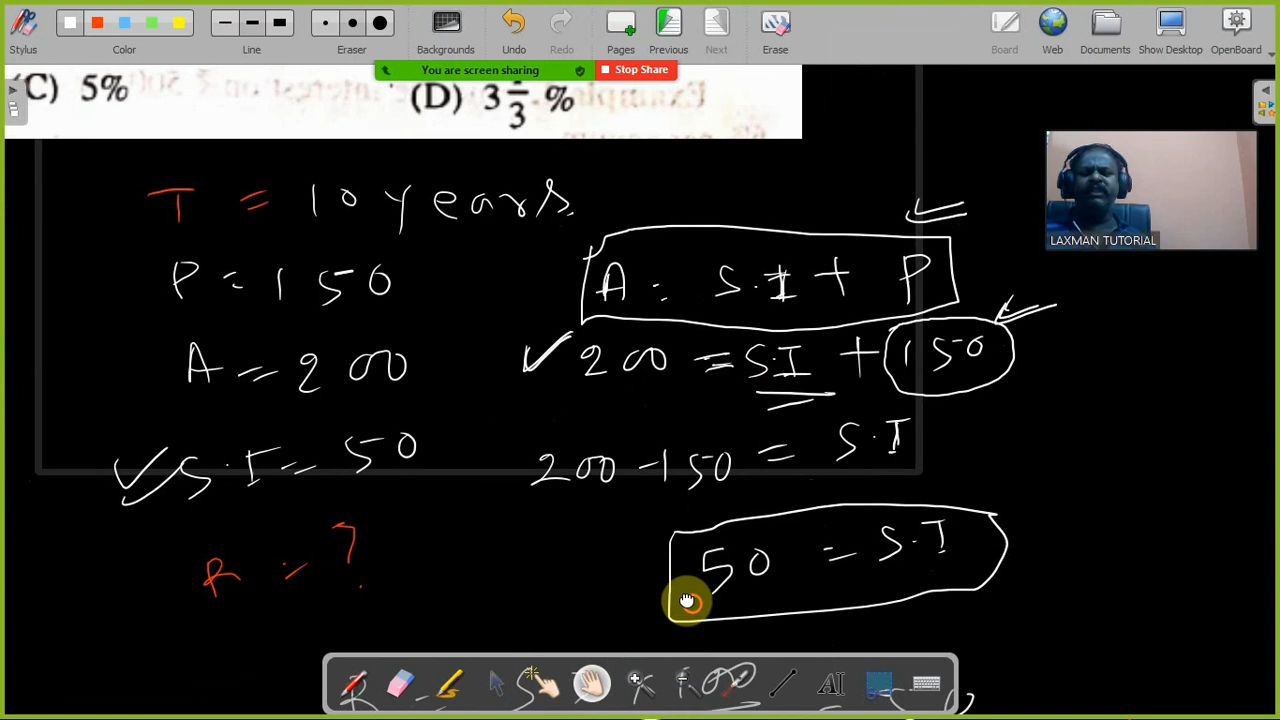 Stylus Color Line Eraser Backgrounds Undo Redo Pages Previous Next Erase Board Web Documents Show Desktop OpenBoard
You are screen sharing Stop Share
(C) 5% (D) 3 1/3 %
T = 10 years
P = 150
A = 200
S.I = 50
R = ?
A = S.I + P
200 = S.I + 150
200 - 150 = S.I
50 = S.I
LAXMAN TUTORIAL